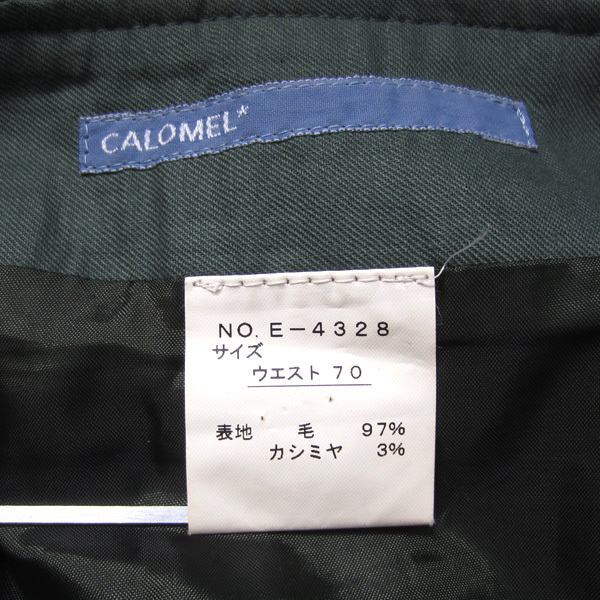 CALOMEL*
NO. E-4328
サイズ
ウエスト 70
表地 毛 97%
カシミヤ 3%